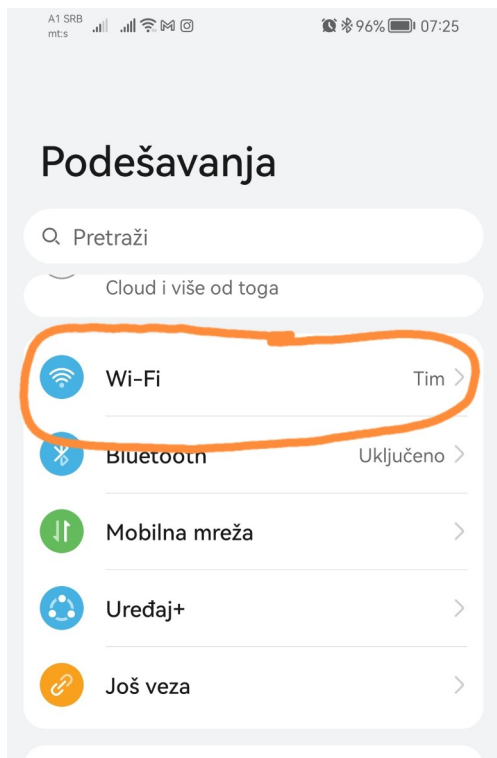 A1 SRB
mt:s
96% 07:25
Podešavanja
Pretraži
Cloud i više od toga
Wi-Fi Tim
Bluetooth Uključeno
Mobilna mreža
Uređaj+
Još veza